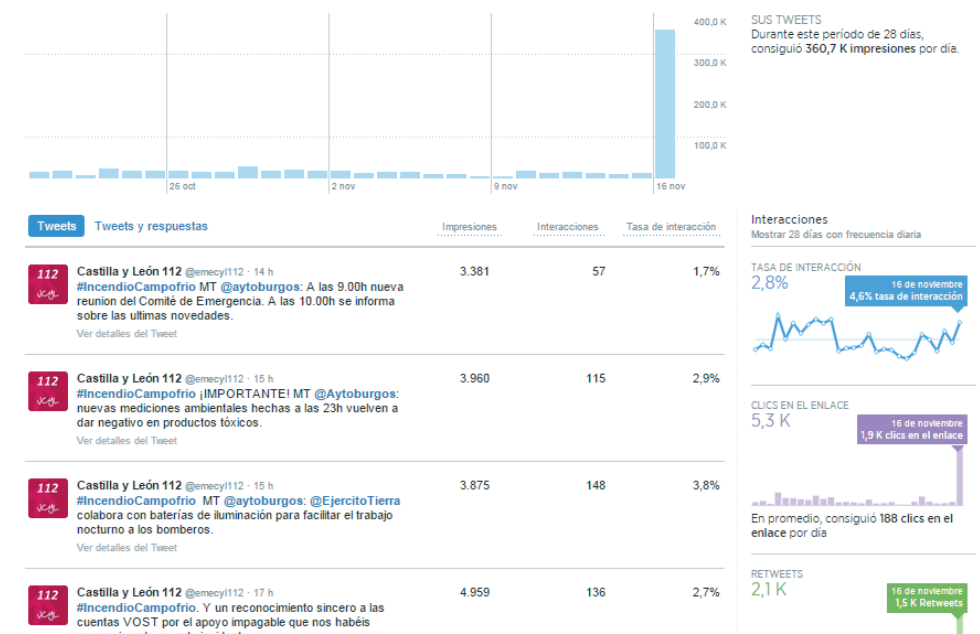 400,0 K
300,0 K
200,0 K
100,0 K
26 oct
2 nov
9 nov
16 nov
SUS TWEETS
Durante este período de 28 días,
consiguió 360,7 K impresiones por día.
Tweets
Tweets y respuestas
Impresiones
Interacciones
Tasa de interacción
112
Castilla y León 112 @emecyl112 · 14 h
#IncendioCampofrio MT @aytoburgos: A las 9.00h nueva
reunion del Comité de Emergencia. A las 10.00h se informa
sobre las ultimas novedades.
Ver detalles del Tweet
3.381
57
1,7%
112
Castilla y León 112 @emecyl112 · 15 h
#IncendioCampofrio ¡IMPORTANTE! MT @Aytoburgos:
nuevas mediciones ambientales hechas a las 23h vuelven a
dar negativo en productos tóxicos.
Ver detalles del Tweet
3.960
115
2,9%
112
Castilla y León 112 @emecyl112 · 15 h
#IncendioCampofrio MT @aytoburgos: @EjercitoTierra
colabora con baterías de iluminación para facilitar el trabajo
nocturno a los bomberos.
Ver detalles del Tweet
3.875
148
3,8%
112
Castilla y León 112 @emecyl112 · 17 h
#IncendioCampofrio. Y un reconocimiento sincero a las
cuentas VOST por el apoyo impagable que nos habéis
4.959
136
2,7%
Interacciones
Mostrar 28 días con frecuencia diaria
TASA DE INTERACCIÓN
2,8%
16 de noviembre
4,6% tasa de interacción
CLICS EN EL ENLACE
5,3 K
16 de noviembre
1,9 K clics en el enlace
En promedio, consiguió 188 clics en el
enlace por día
RETWEETS
2,1 K
16 de noviembre
1,5 K Retweets